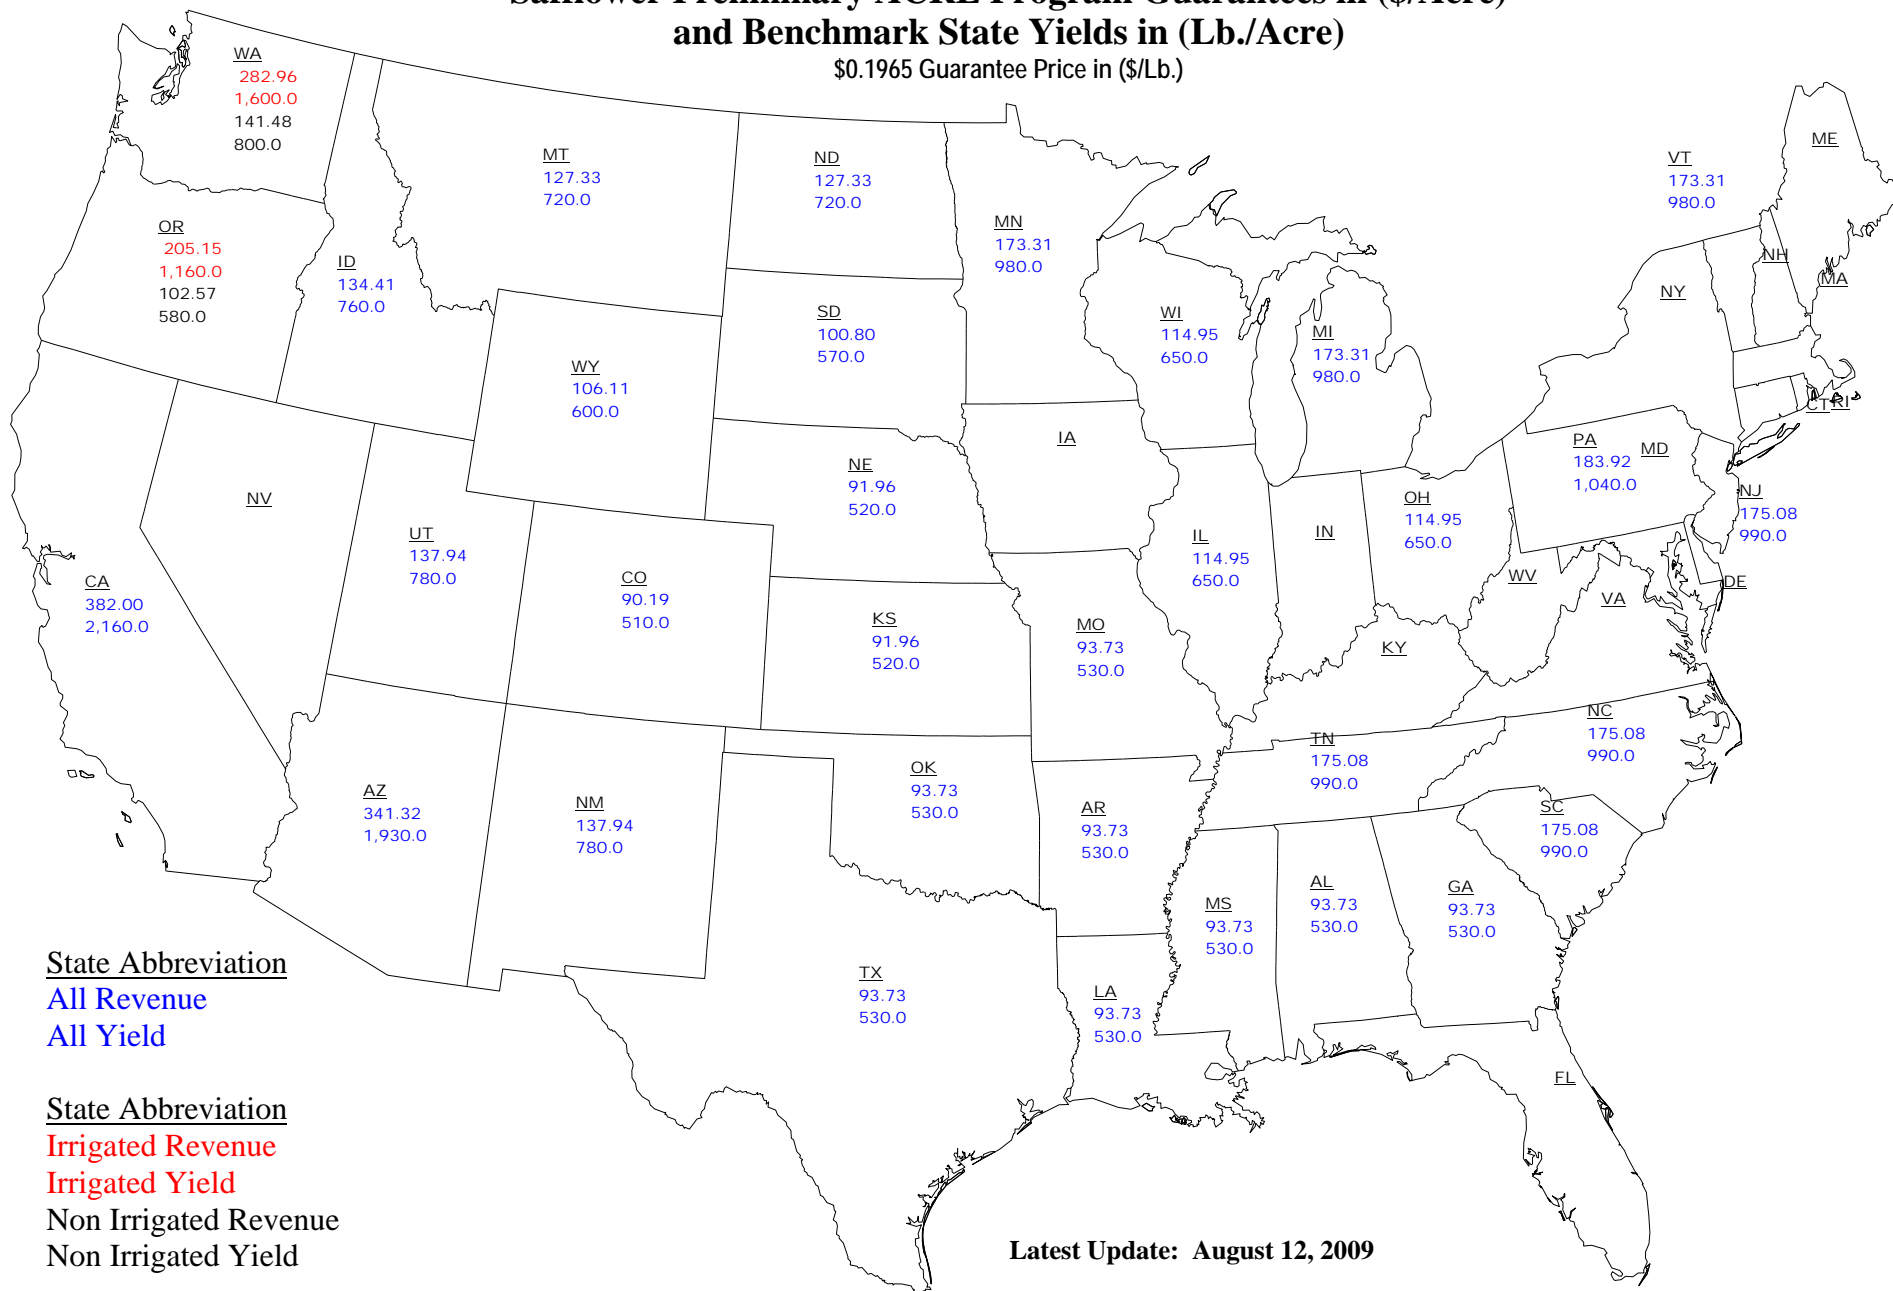 Safflower Preliminary ACRE Program Guarantees in ($/Acre)
and Benchmark State Yields in (Lb./Acre)
$0.1965 Guarantee Price in ($/Lb.)
WA
282.96
1,600.0
141.48
800.0
OR
205.15
1,160.0
102.57
580.0
ID
134.41
760.0
MT
127.33
720.0
ND
127.33
720.0
MN
173.31
980.0
SD
100.80
570.0
WY
106.11
600.0
WI
114.95
650.0
MI
173.31
980.0
VT
173.31
980.0
ME
NH
MA
NY
CT
RI
IA
NE
91.96
520.0
NV
UT
137.94
780.0
CO
90.19
510.0
CA
382.00
2,160.0
KS
91.96
520.0
MO
93.73
530.0
IL
114.95
650.0
IN
OH
114.95
650.0
PA
183.92
1,040.0
MD
NJ
175.08
990.0
DE
WV
VA
KY
NC
175.08
990.0
TN
175.08
990.0
SC
175.08
990.0
AZ
341.32
1,930.0
NM
137.94
780.0
OK
93.73
530.0
AR
93.73
530.0
MS
93.73
530.0
AL
93.73
530.0
GA
93.73
530.0
TX
93.73
530.0
LA
93.73
530.0
FL
State Abbreviation
All Revenue
All Yield
State Abbreviation
Irrigated Revenue
Irrigated Yield
Non Irrigated Revenue
Non Irrigated Yield
Latest Update: August 12, 2009